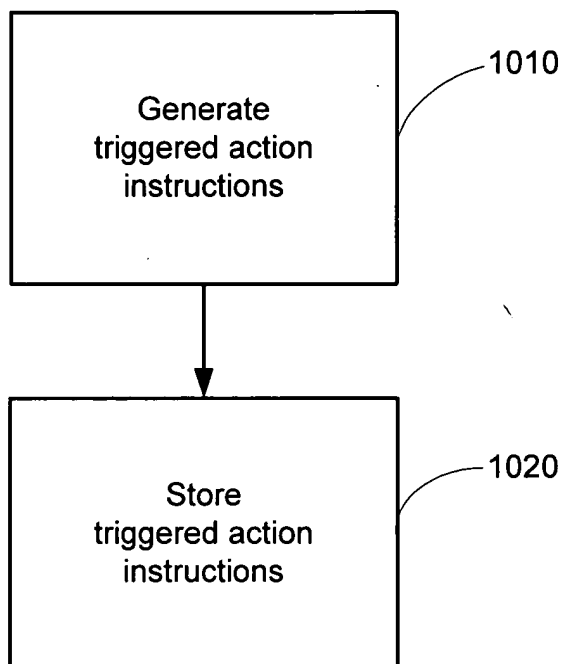 1010
Generate
triggered action
instructions
1020
Store
triggered action
instructions